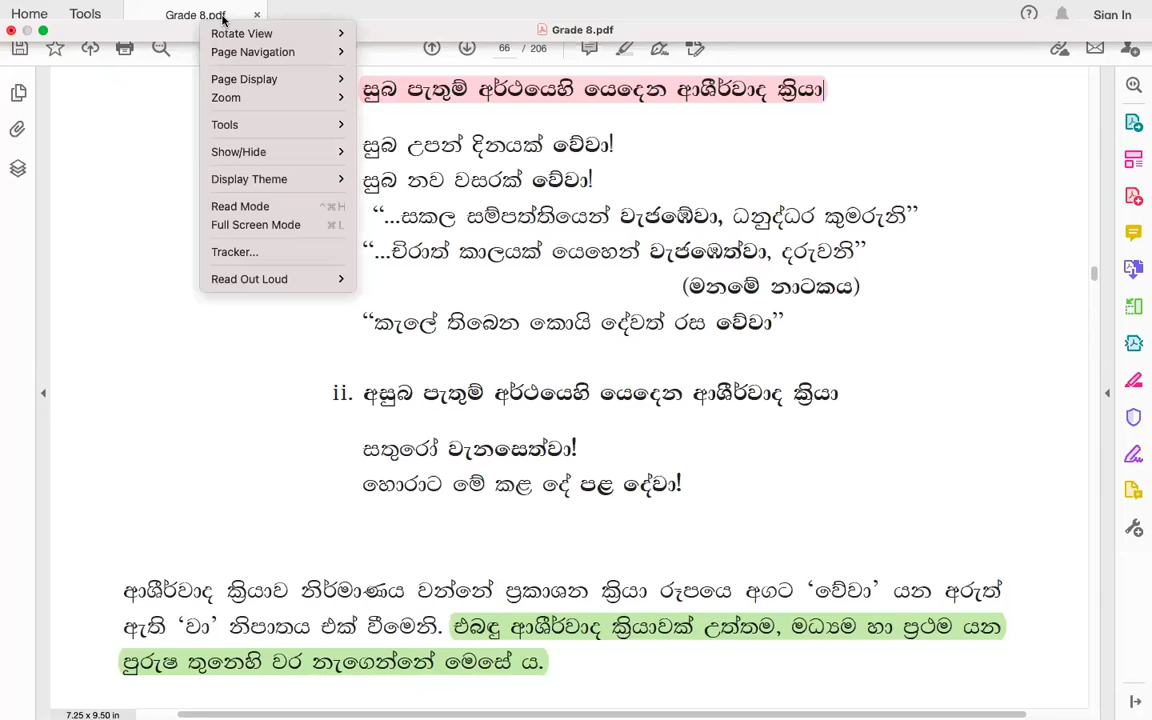 Home Tools Grade 8.pdf × Sign In
Grade 8.pdf
66 / 206
Rotate View
Page Navigation
Page Display
Zoom
Tools
Show/Hide
Display Theme
Read Mode ^⌘H
Full Screen Mode ⌘L
Tracker...
Read Out Loud
සුබ පැතුම් අර්ථයෙහි යෙදෙන ආශීර්වාද ක්‍රියා
සුබ උපන් දිනයක් වේවා!
සුබ නව වසරක් වේවා!
“...සකල සම්පත්තියෙන් වැජඹේවා, ධනුද්ධර කුමරුනි”
“...චිරාත් කාලයක් යෙහෙන් වැජඹෙත්වා, දරුවනි”
(මනමේ නාටකය)
“කැලේ තිබෙන කොයි දේවත් රස වේවා”
ii. අසුබ පැතුම් අර්ථයෙහි යෙදෙන ආශීර්වාද ක්‍රියා
සතුරෝ වැනසෙත්වා!
හොරාට මේ කළ දේ පළ දේවා!
ආශීර්වාද ක්‍රියාව නිර්මාණය වන්නේ ප්‍රකාශන ක්‍රියා රූපයෙ අගට ‘වේවා’ යන අරුත්
ඇති ‘වා’ නිපාතය එක් වීමෙනි. එබඳු ආශීර්වාද ක්‍රියාවක් උත්තම, මධ්‍යම හා ප්‍රථම යන
පුරුෂ තුනෙහි වර නැගෙන්නේ මෙසේ ය.
7.25 x 9.50 in